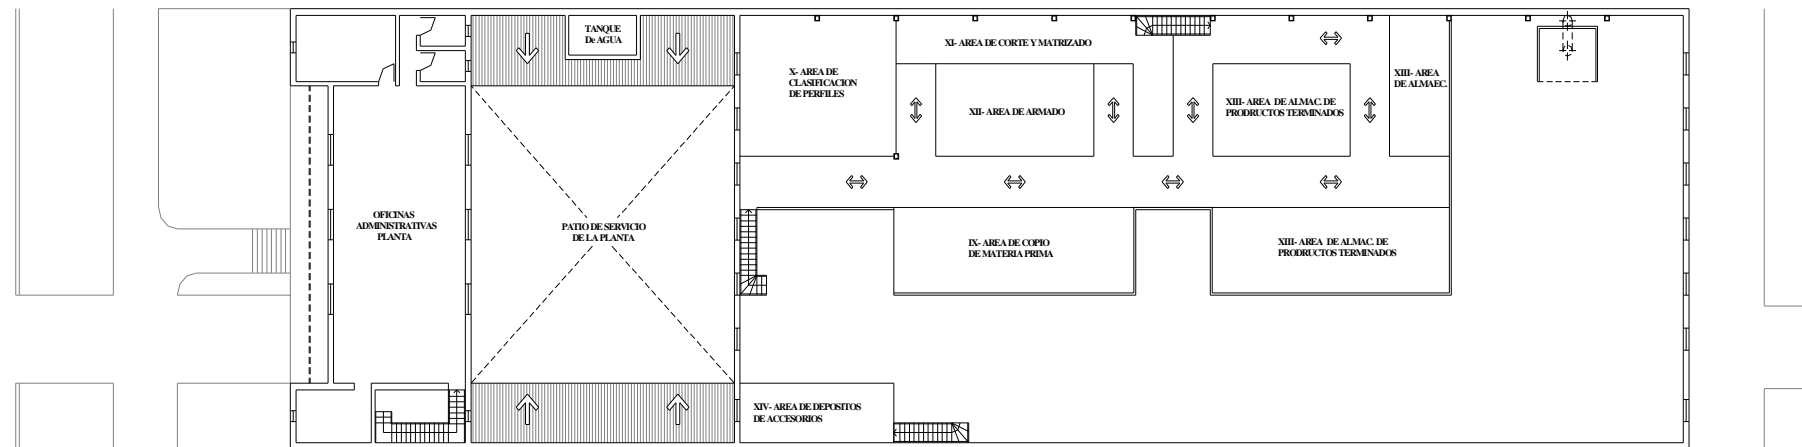 TANQUE
De AGUA
XI- AREA DE CORTE Y MATRIZADO
X- AREA DE
CLASIFICACION
DE PERFILES
XII- AREA DE ARMADO
XIII- AREA DE ALMAC. DE
PRODRUCTOS TERMINADOS
XIII- AREA
DE ALMAEC.
OFICINAS
ADMINISTRATIVAS
PLANTA
PATIO DE SERVICIO
DE LA PLANTA
IX- AREA DE COPIO
DE MATERIA PRIMA
XIII- AREA DE ALMAC. DE
PRODRUCTOS TERMINADOS
XIV- AREA DE DEPOSITOS
DE ACCESORIOS